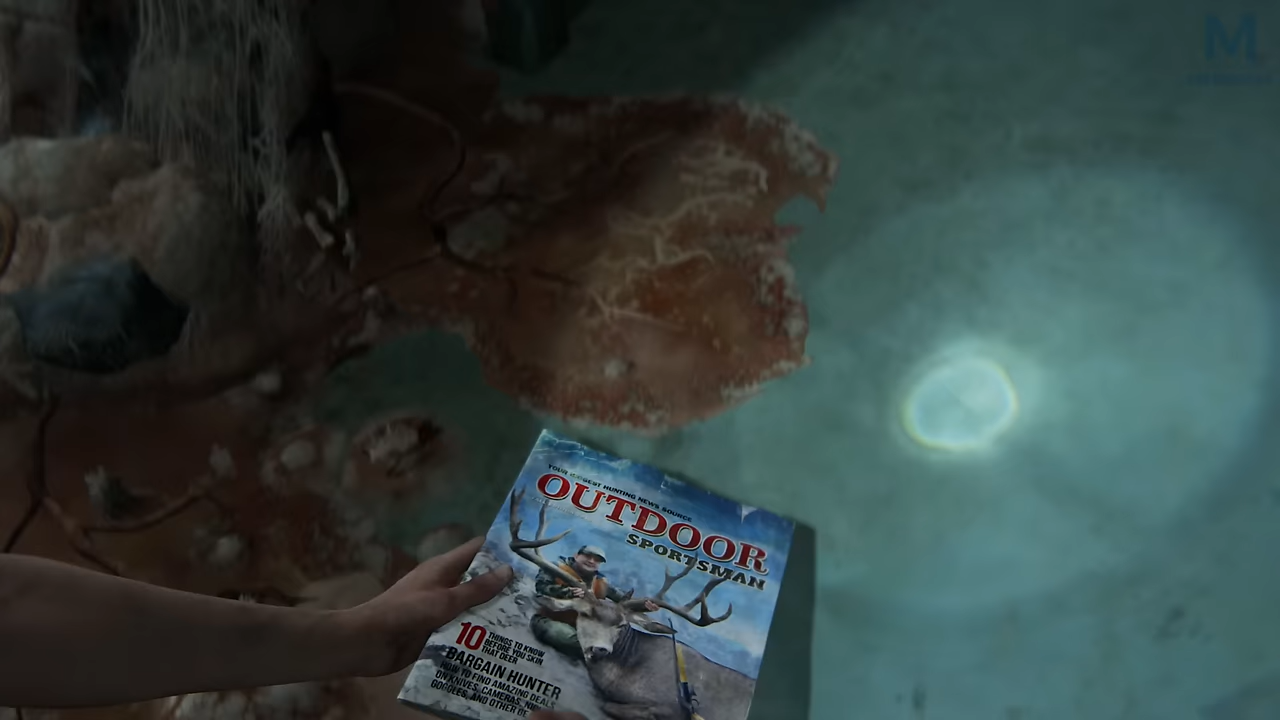 M
YOUR BIGGEST HUNTING NEWS SOURCE
OUTDOOR
SPORTSMAN
10 THINGS TO KNOW
BEFORE YOU SKIN
THAT DEER
BARGAIN HUNTER
HOW TO FIND AMAZING DEALS
ON KNIVES, CAMERAS,
GOGGLES, AND OTHER